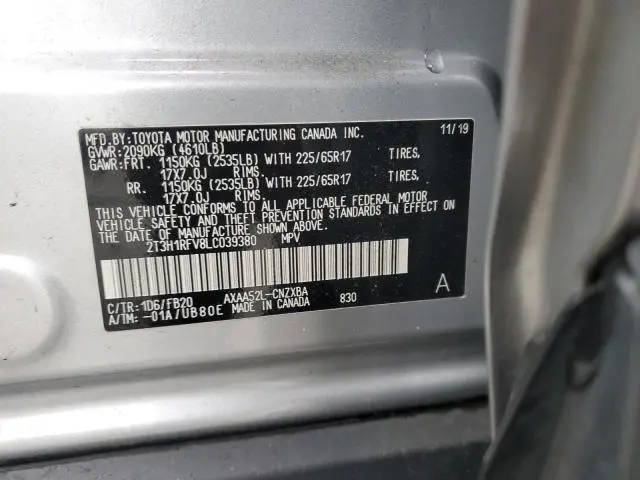 MFD.BY:TOYOTA MOTOR MANUFACTURING CANADA INC. 11/19
GVWR:2090KG (4610LB)
GAWR:FRT. 1150KG (2535LB) WITH 225/65R17 TIRES,
17X7.0J RIMS.
RR. 1150KG (2535LB) WITH 225/65R17 TIRES,
17X7.0J RIMS.
THIS VEHICLE CONFORMS TO ALL APPLICABLE FEDERAL MOTOR
VEHICLE SAFETY AND THEFT PREVENTION STANDARDS IN EFFECT ON
THE DATE OF MANUFACTURE SHOWN ABOVE.
2T3H1RFV8LC039380 MPV
C/TR:1D6/FB20 AXAA52L-CNZXBA A
A/TM:-01A/UB80E MADE IN CANADA 830